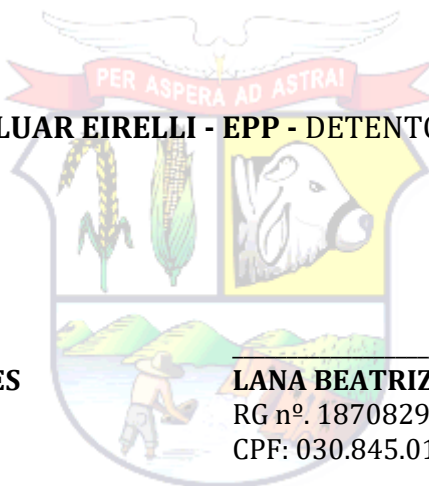 PER ASPERA AD ASTRA!
LUAR EIRELLI - EPP - DETENTO
ES
LANA BEATRIZ
RG nº. 1870829
CPF: 030.845.01